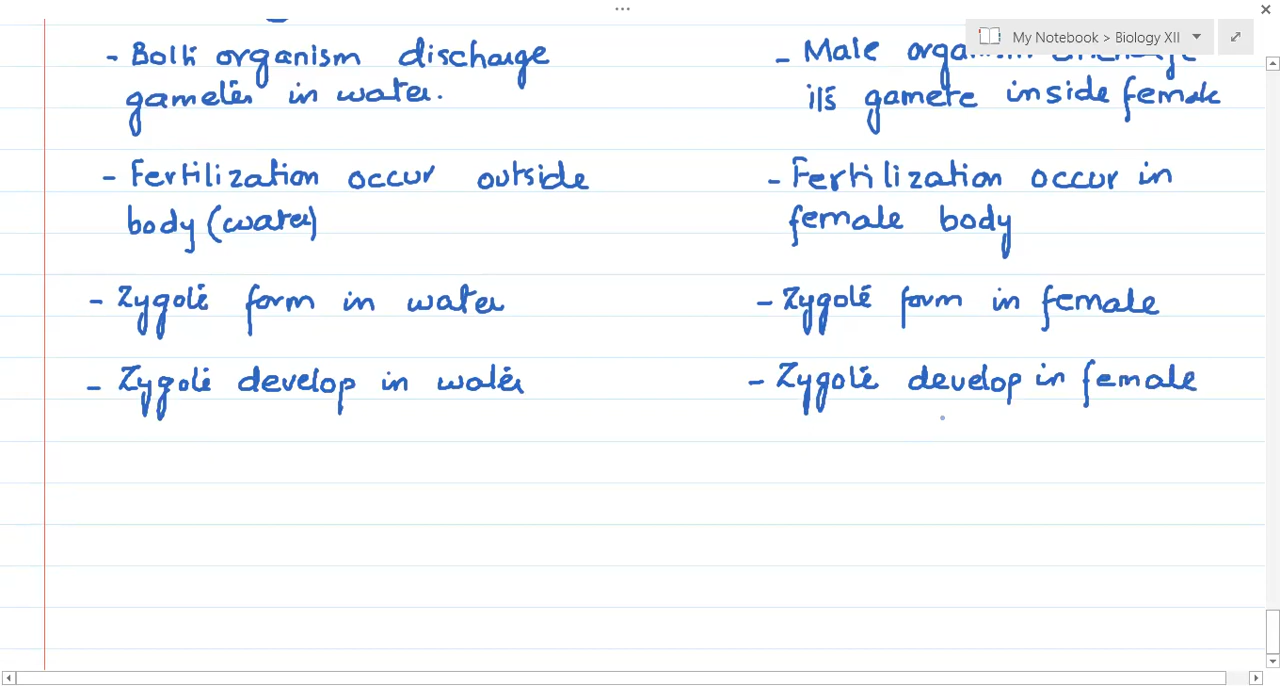 My Notebook > Biology XII
- Both organism discharge
gametes in water.
- Male
its gamete inside female
- Fertilization occur outside
body (water)
- Fertilization occur in
female body
- Zygote form in water
- Zygote form in female
- Zygote develop in water
- Zygote develop in female